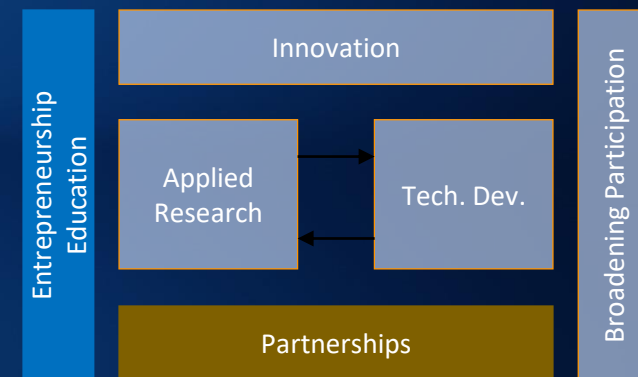 Entrepreneurship
Education
Innovation
Applied
Research
Tech. Dev.
Partnerships
Broadening Participation